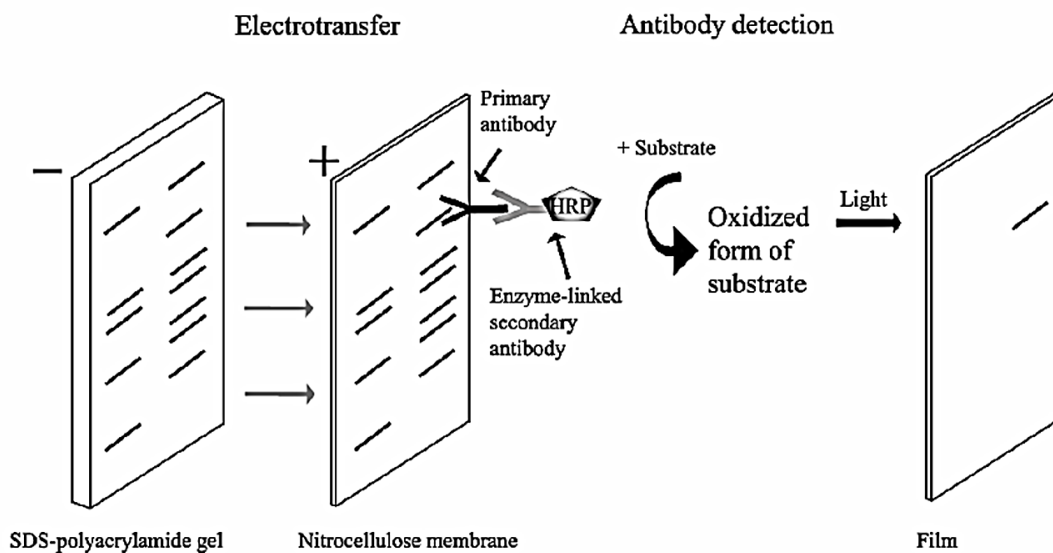 Electrotransfer
Antibody detection
Primary
antibody
+ Substrate
−
+
HRP
Light
Oxidized
form of
substrate
Enzyme-linked
secondary
antibody
SDS-polyacrylamide gel
Nitrocellulose membrane
Film